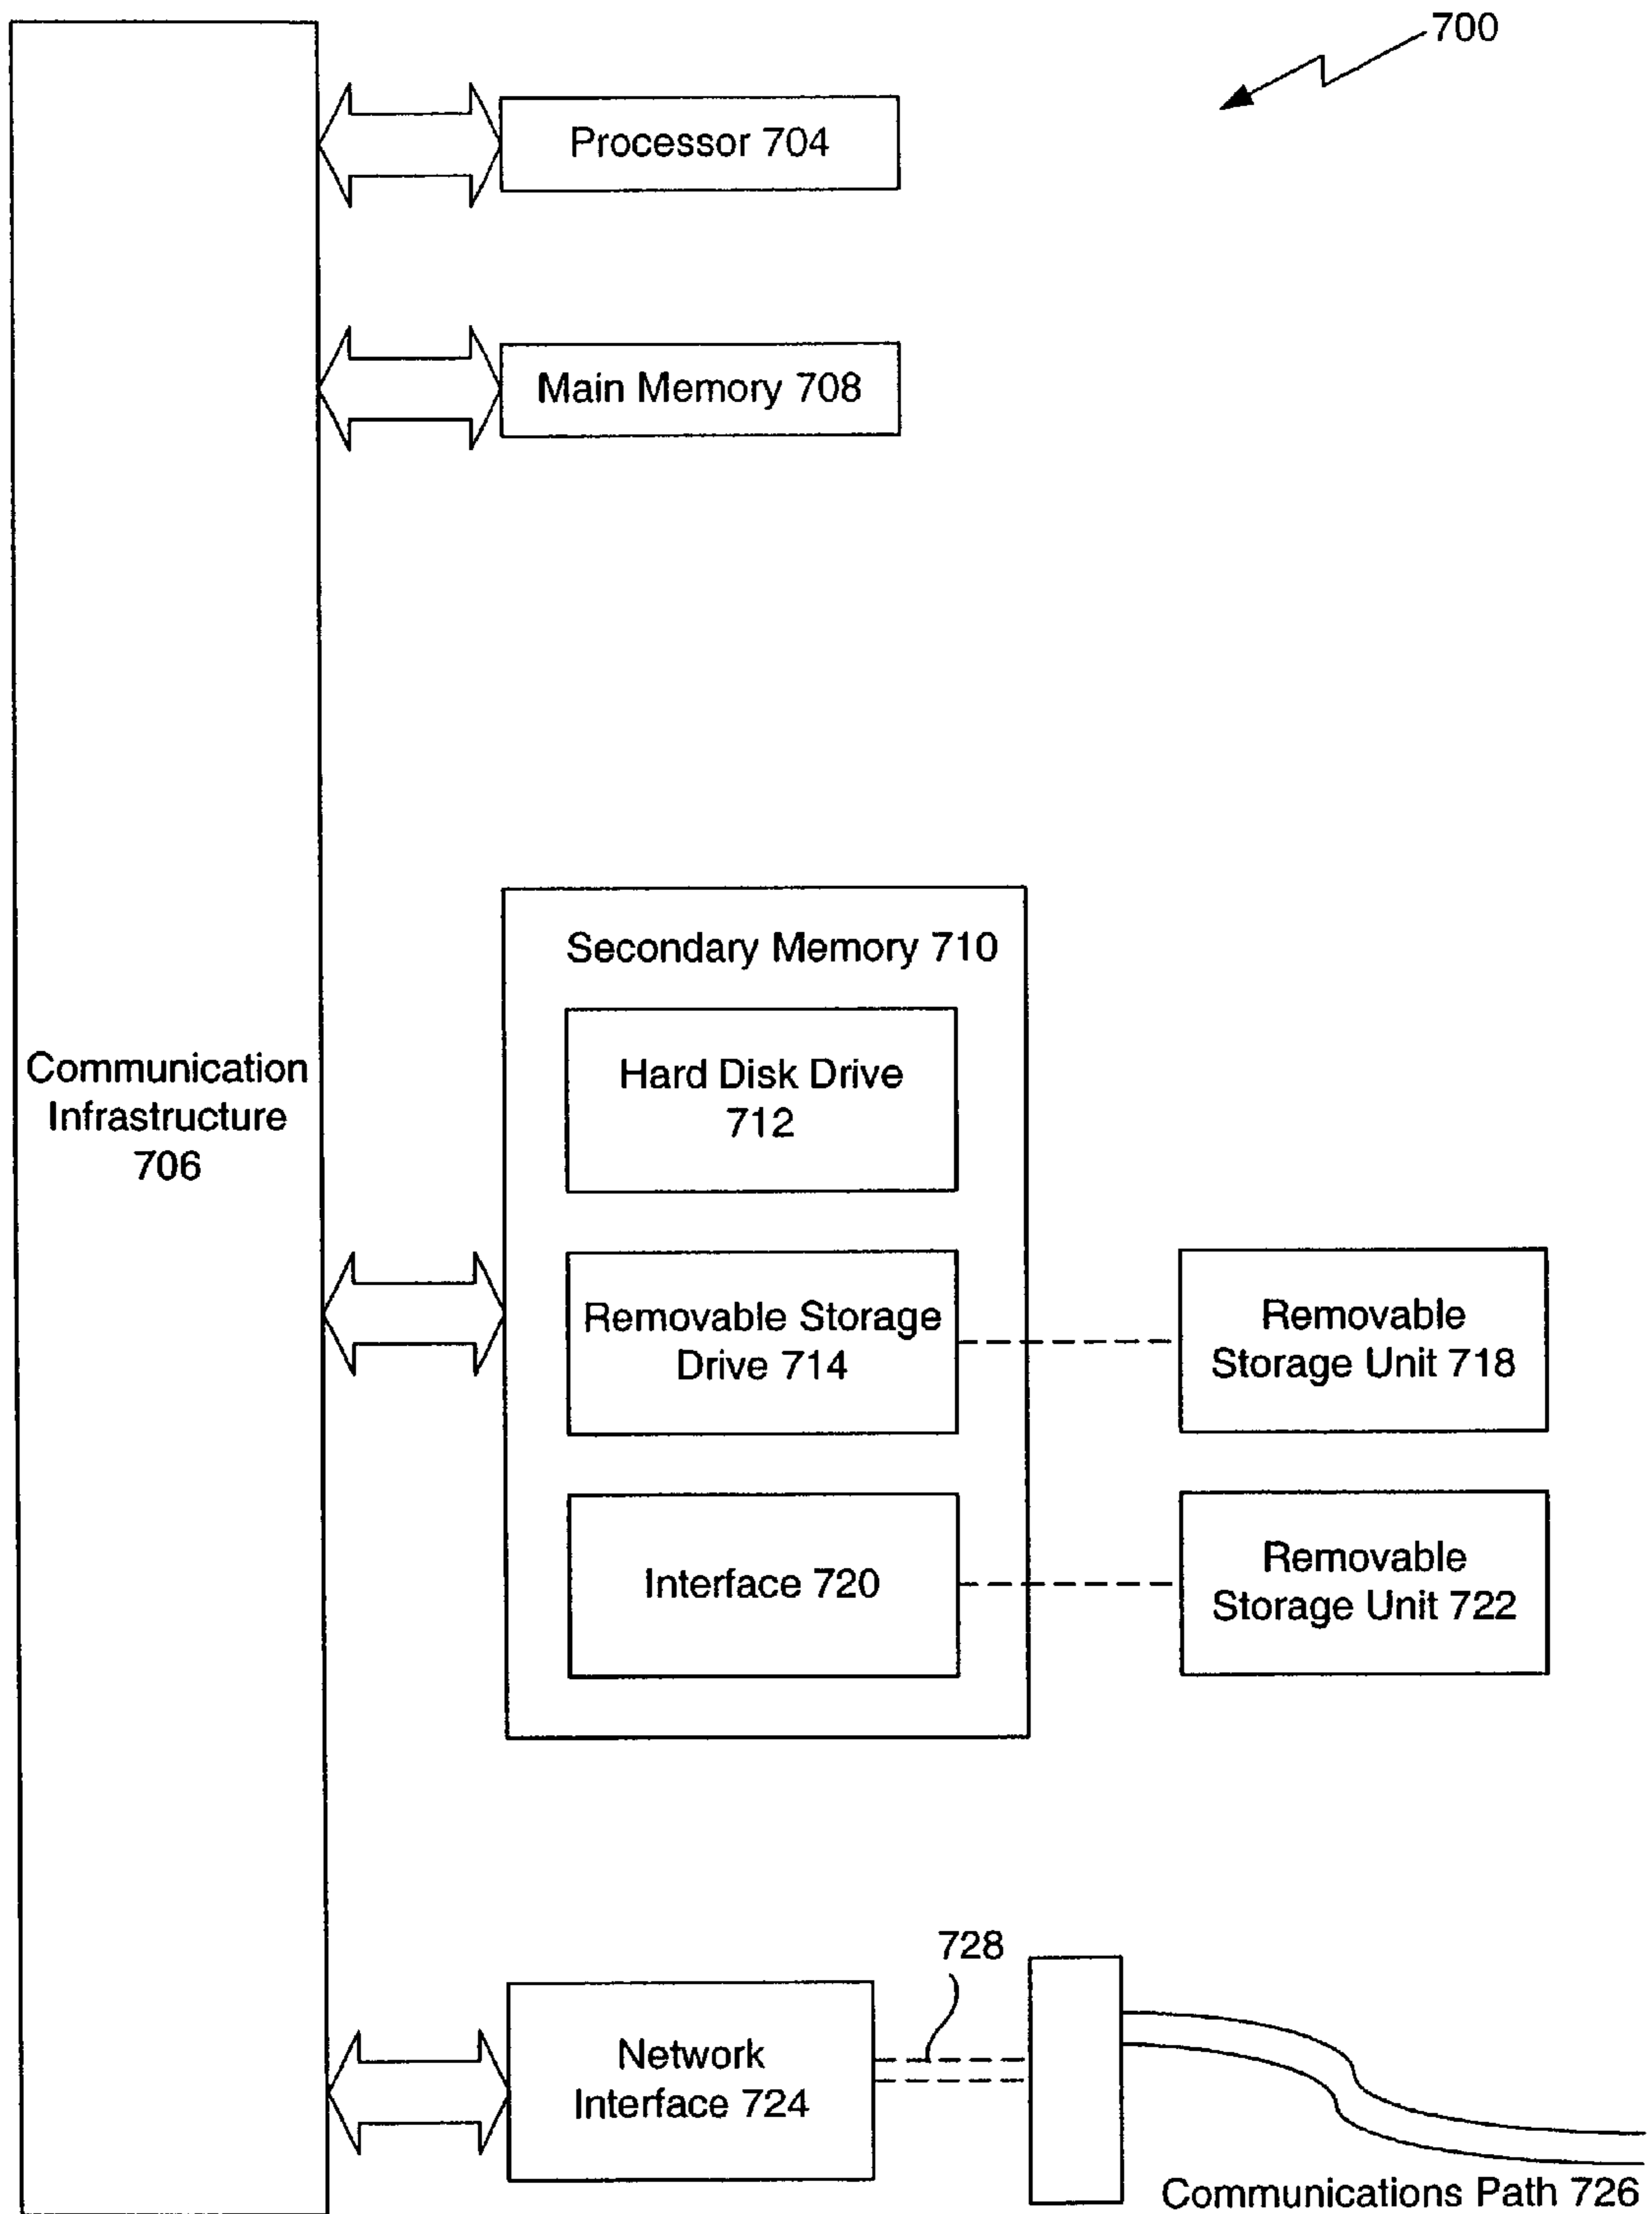 700
Processor 704
Main Memory 708
Secondary Memory 710
Hard Disk Drive
712
Communication
Infrastructure
706
Removable Storage
Drive 714
Removable
Storage Unit 718
Interface 720
Removable
Storage Unit 722
728
Network
Interface 724
Communications Path 726